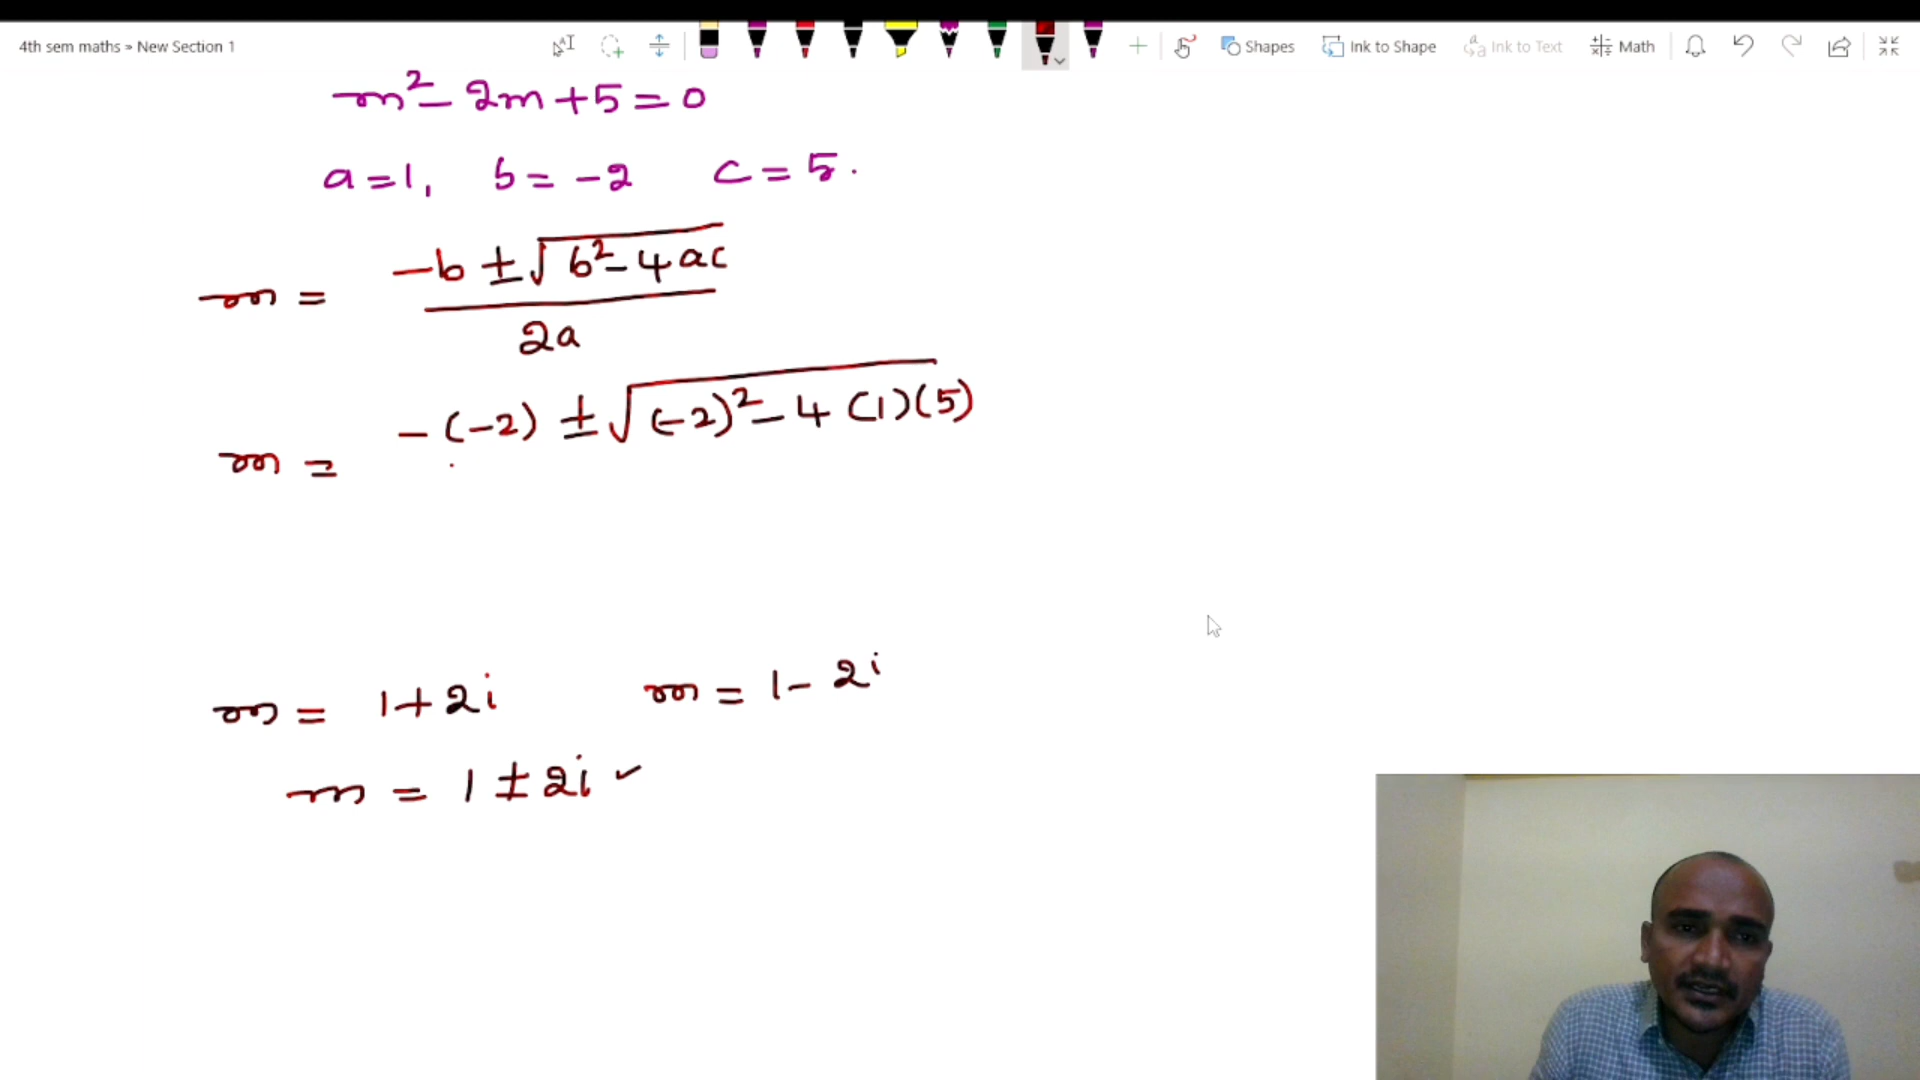 4th sem maths » New Section 1
Shapes Ink to Shape Ink to Text Math
m² - 2m + 5 = 0
a = 1, b = -2 c = 5.
m = (-b ± √(b² - 4ac)) / 2a
m = -(-2) ± √((-2)² - 4(1)(5))
m = 1 + 2i m = 1 - 2i
m = 1 ± 2i ✓